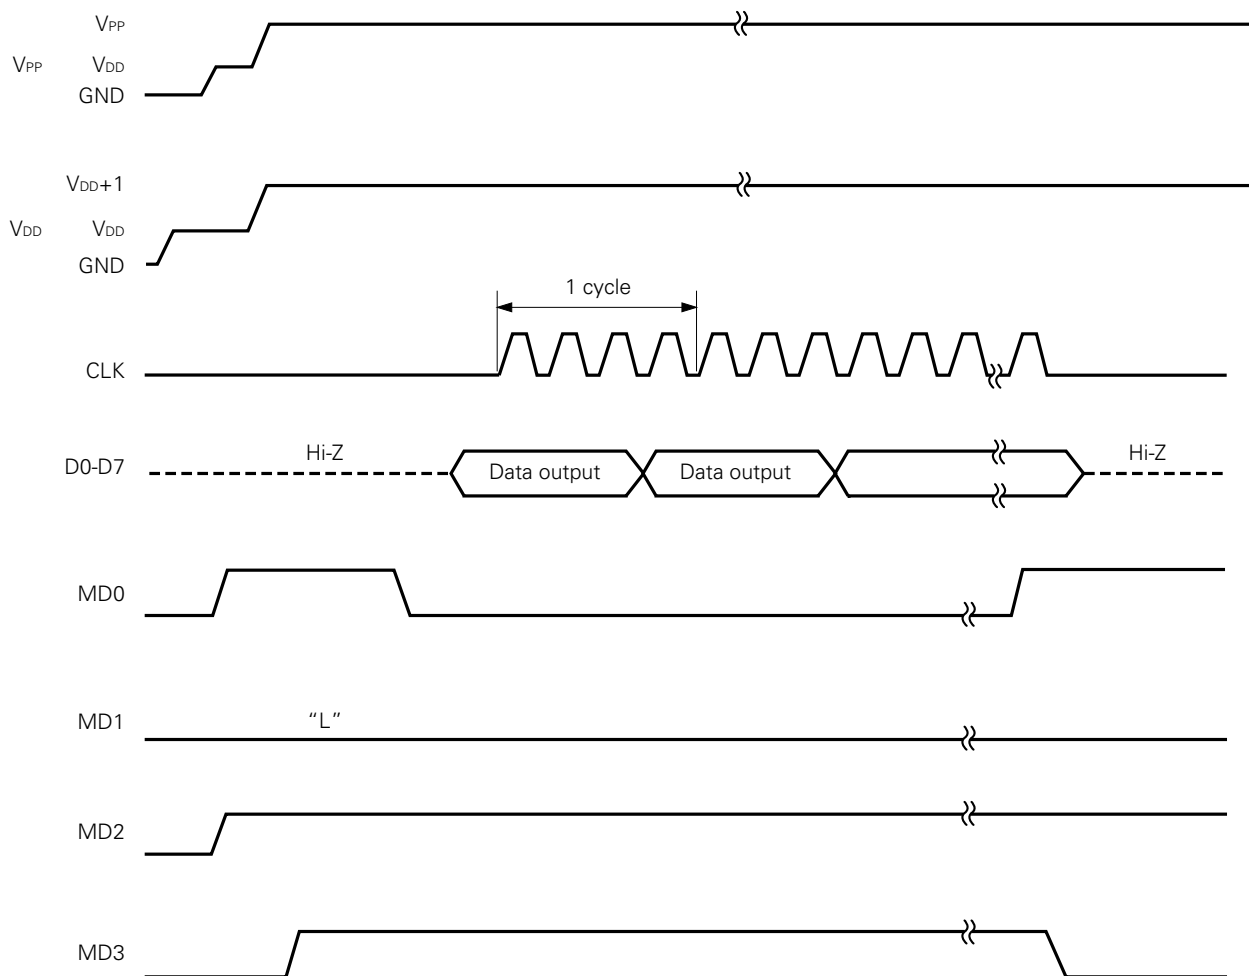 VPP
VPP VDD
GND
VDD+1
VDD VDD
GND
1 cycle
CLK
Hi-Z
Hi-Z
D0-D7
Data output
Data output
MD0
MD1
“L”
MD2
MD3